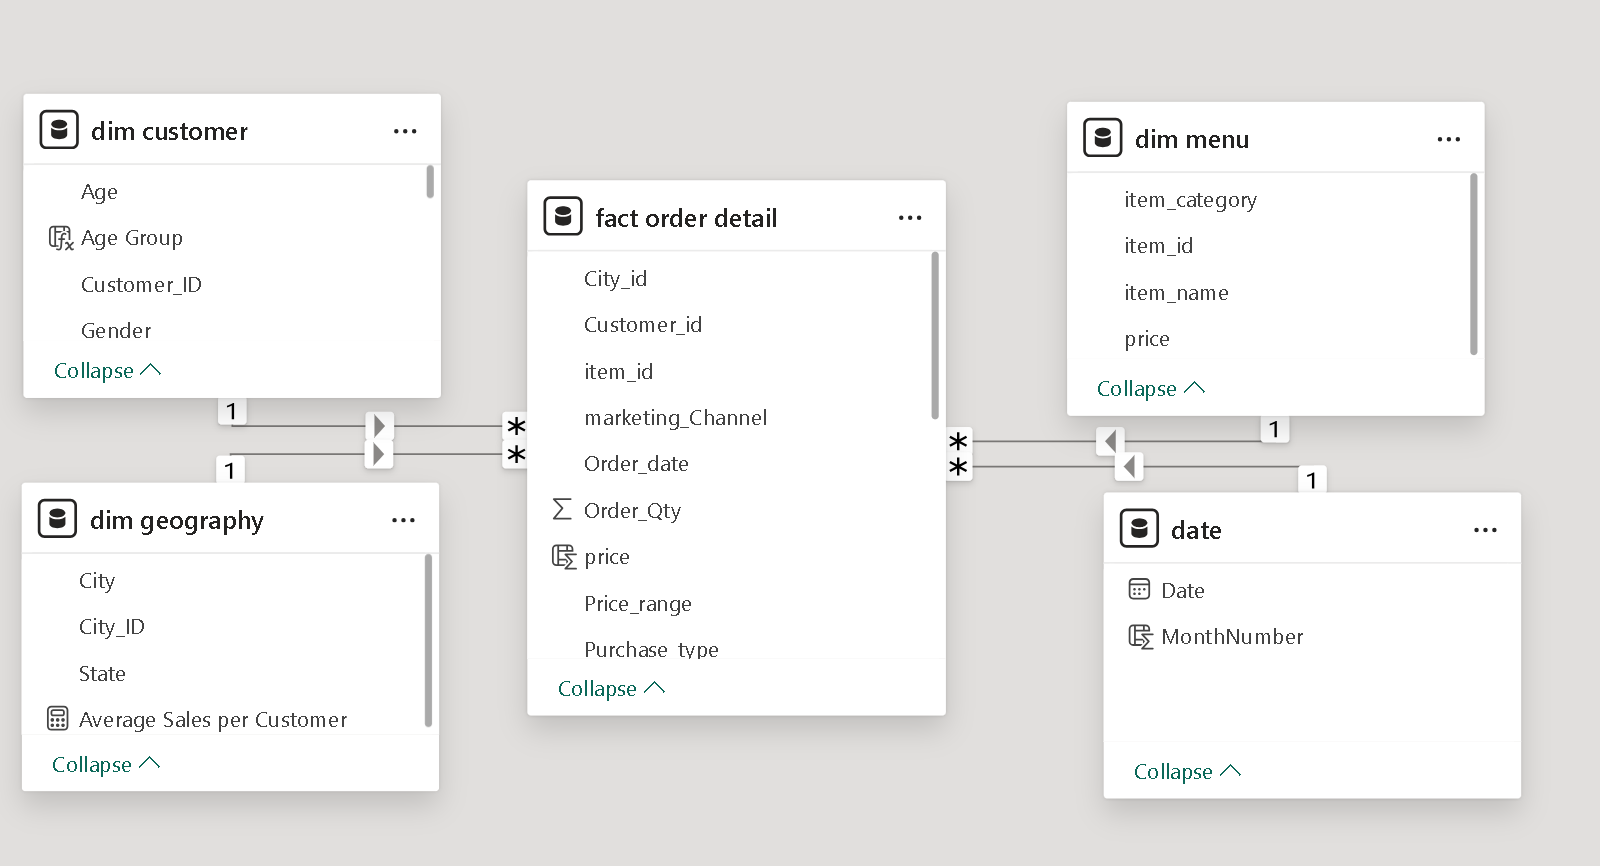 dim customer
Age
Age Group
Customer_ID
Gender
Collapse
1
*
dim geography
1
*
City
City_ID
State
Average Sales per Customer
Collapse
fact order detail
City_id
Customer_id
item_id
marketing_Channel
Order_date
Order_Qty
price
Price_range
Purchase_type
Collapse
dim menu
item_category
item_id
item_name
price
Collapse
*
1
*
1
date
Date
MonthNumber
Collapse